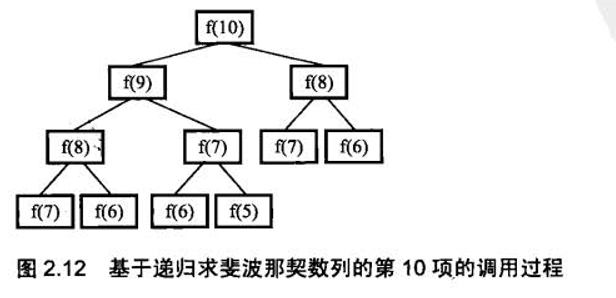 f(10)
f(9) f(8)
f(8) f(7) f(7) f(6)
f(7) f(6) f(6) f(5)
图 2.12 基于递归求斐波那契数列的第 10 项的调用过程